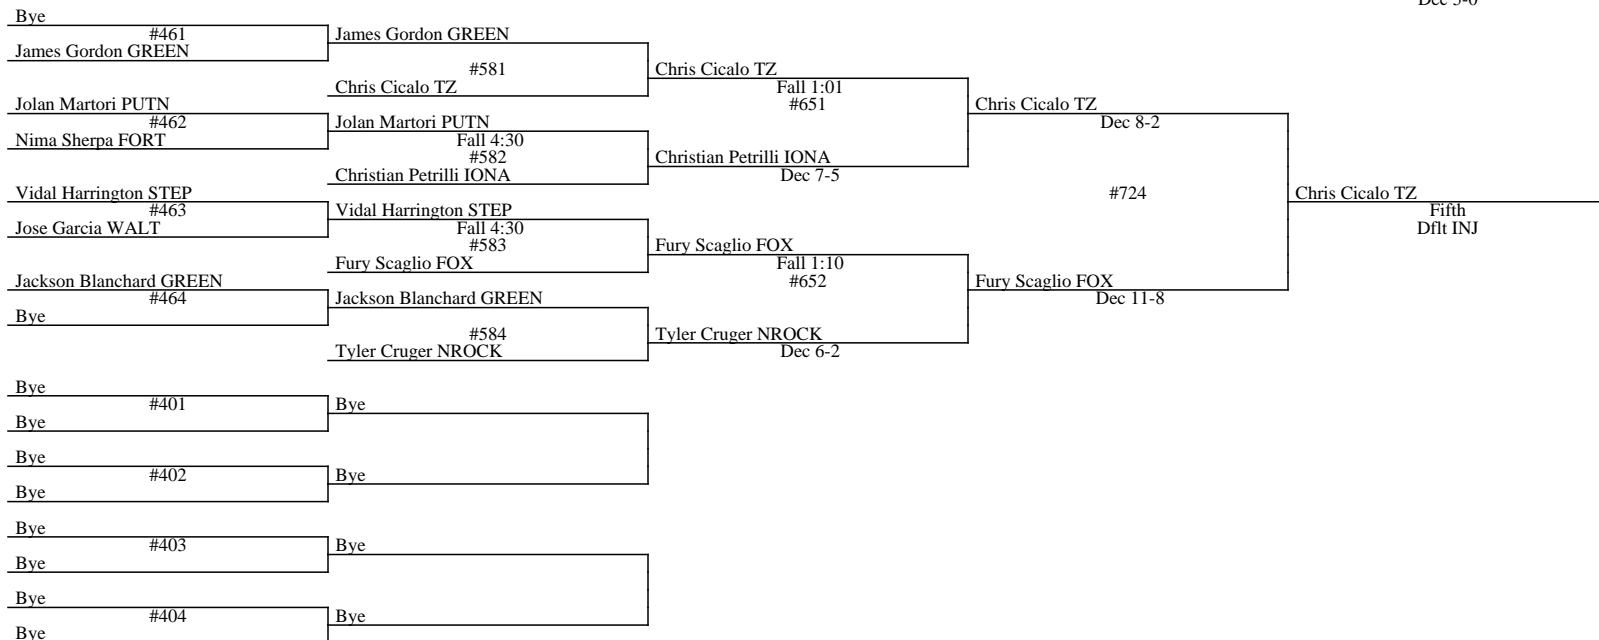 Dec 5-0
Bye
#461
James Gordon GREEN
Jolan Martori PUTN
#462
Nima Sherpa FORT
Vidal Harrington STEP
#463
Jose Garcia WALT
Jackson Blanchard GREEN
#464
Bye
James Gordon GREEN
#581
Chris Cicalo TZ
Jolan Martori PUTN
Fall 4:30
#582
Christian Petrilli IONA
Vidal Harrington STEP
Fall 4:30
#583
Fury Scaglio FOX
Jackson Blanchard GREEN
#584
Tyler Cruger NROCK
Chris Cicalo TZ
Fall 1:01
#651
Christian Petrilli IONA
Dec 7-5
Fury Scaglio FOX
Fall 1:10
#652
Tyler Cruger NROCK
Dec 6-2
Chris Cicalo TZ
Dec 8-2
#724
Fury Scaglio FOX
Dec 11-8
Chris Cicalo TZ
Fifth
Dflt INJ
Bye
#401
Bye
Bye
#402
Bye
Bye
#403
Bye
Bye
#404
Bye
Bye
Bye
Bye
Bye